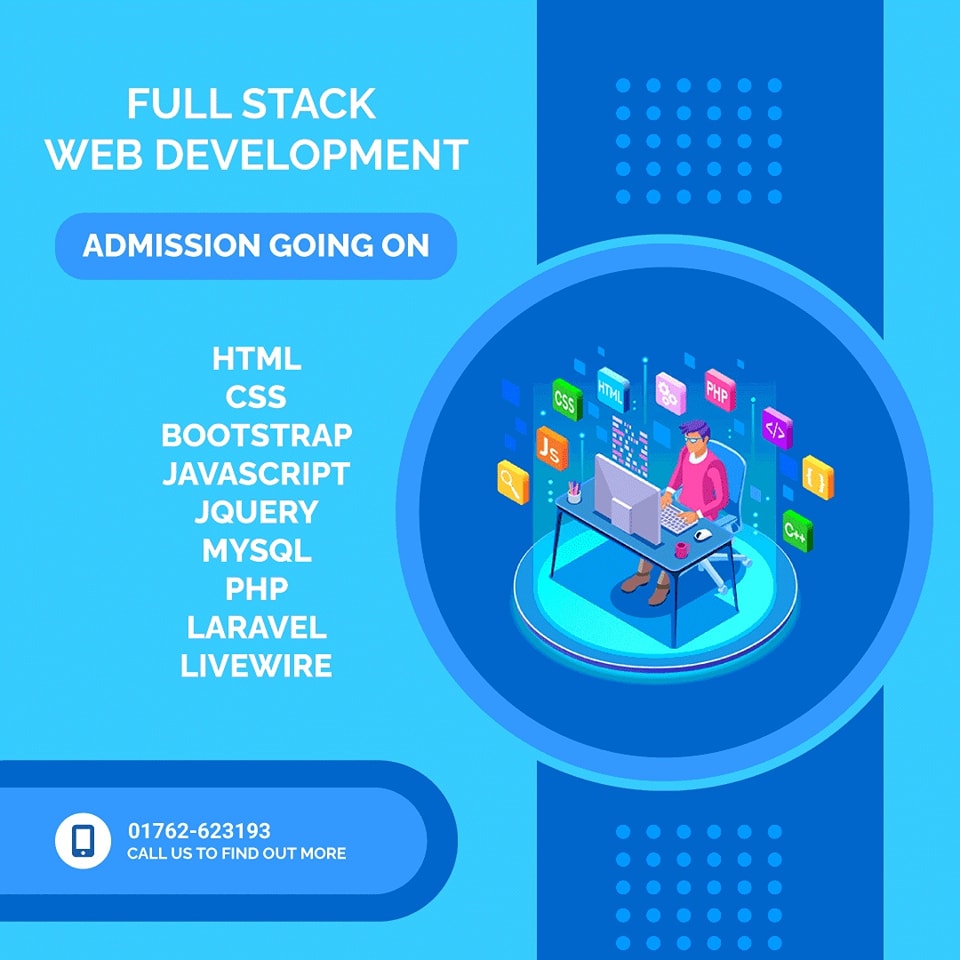 FULL STACK
WEB DEVELOPMENT
ADMISSION GOING ON
HTML
CSS
BOOTSTRAP
JAVASCRIPT
JQUERY
MYSQL
PHP
LARAVEL
LIVEWIRE
CSS
HTML
PHP
</>
Js
{ }
C++
01762-623193
CALL US TO FIND OUT MORE